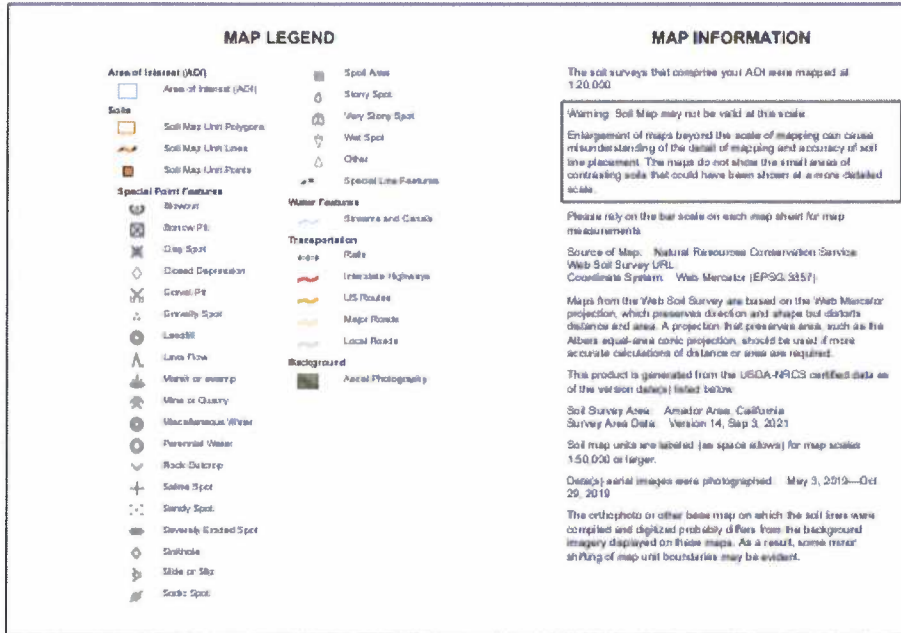 MAP LEGEND
Area of Interest (AOI)
Area of Interest (AOI)
Soils
Soil Map Unit Polygons
Soil Map Unit Lines
Soil Map Unit Points
Special Point Features
Blowout
Borrow Pit
Clay Spot
Closed Depression
Gravel Pit
Gravelly Spot
Landfill
Lava Flow
Marsh or swamp
Mine or Quarry
Miscellaneous Water
Perennial Water
Rock Outcrop
Saline Spot
Sandy Spot
Severely Eroded Spot
Sinkhole
Slide or Slip
Sodic Spot
Spoil Area
Stony Spot
Very Stony Spot
Wet Spot
Other
Special Line Features
Water Features
Streams and Canals
Transportation
Rails
Interstate Highways
US Routes
Major Roads
Local Roads
Background
Aerial Photography
MAP INFORMATION
The soil surveys that comprise your AOI were mapped at
1:20,000.
Warning: Soil Map may not be valid at this scale.
Enlargement of maps beyond the scale of mapping can cause
misunderstanding of the detail of mapping and accuracy of soil
line placement. The maps do not show the small areas of
contrasting soils that could have been shown at a more detailed
scale.
Please rely on the bar scale on each map sheet for map
measurements.
Source of Map: Natural Resources Conservation Service
Web Soil Survey URL:
Coordinate System: Web Mercator (EPSG:3857)
Maps from the Web Soil Survey are based on the Web Mercator
projection, which preserves direction and shape but distorts
distance and area. A projection that preserves area, such as the
Albers equal-area conic projection, should be used if more
accurate calculations of distance or area are required.
This product is generated from the USDA-NRCS certified data as
of the version date(s) listed below.
Soil Survey Area: Amador Area, California
Survey Area Data: Version 14, Sep 3, 2021
Soil map units are labeled (as space allows) for map scales
1:50,000 or larger.
Date(s) aerial images were photographed: May 3, 2019—Oct
29, 2019
The orthophoto or other base map on which the soil lines were
compiled and digitized probably differs from the background
imagery displayed on these maps. As a result, some minor
shifting of map unit boundaries may be evident.